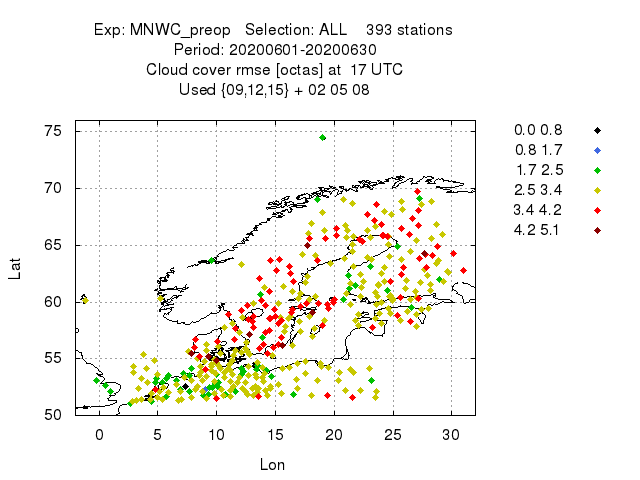 Exp: MNWC_preop   Selection: ALL    393 stations
Period: 20200601-20200630
Cloud cover rmse [octas] at  17 UTC
Used {09,12,15} + 02 05 08
75
70
65
60
55
50
0 5 10 15 20 25 30
Lat
Lon
0.0 0.8
0.8 1.7
1.7 2.5
2.5 3.4
3.4 4.2
4.2 5.1